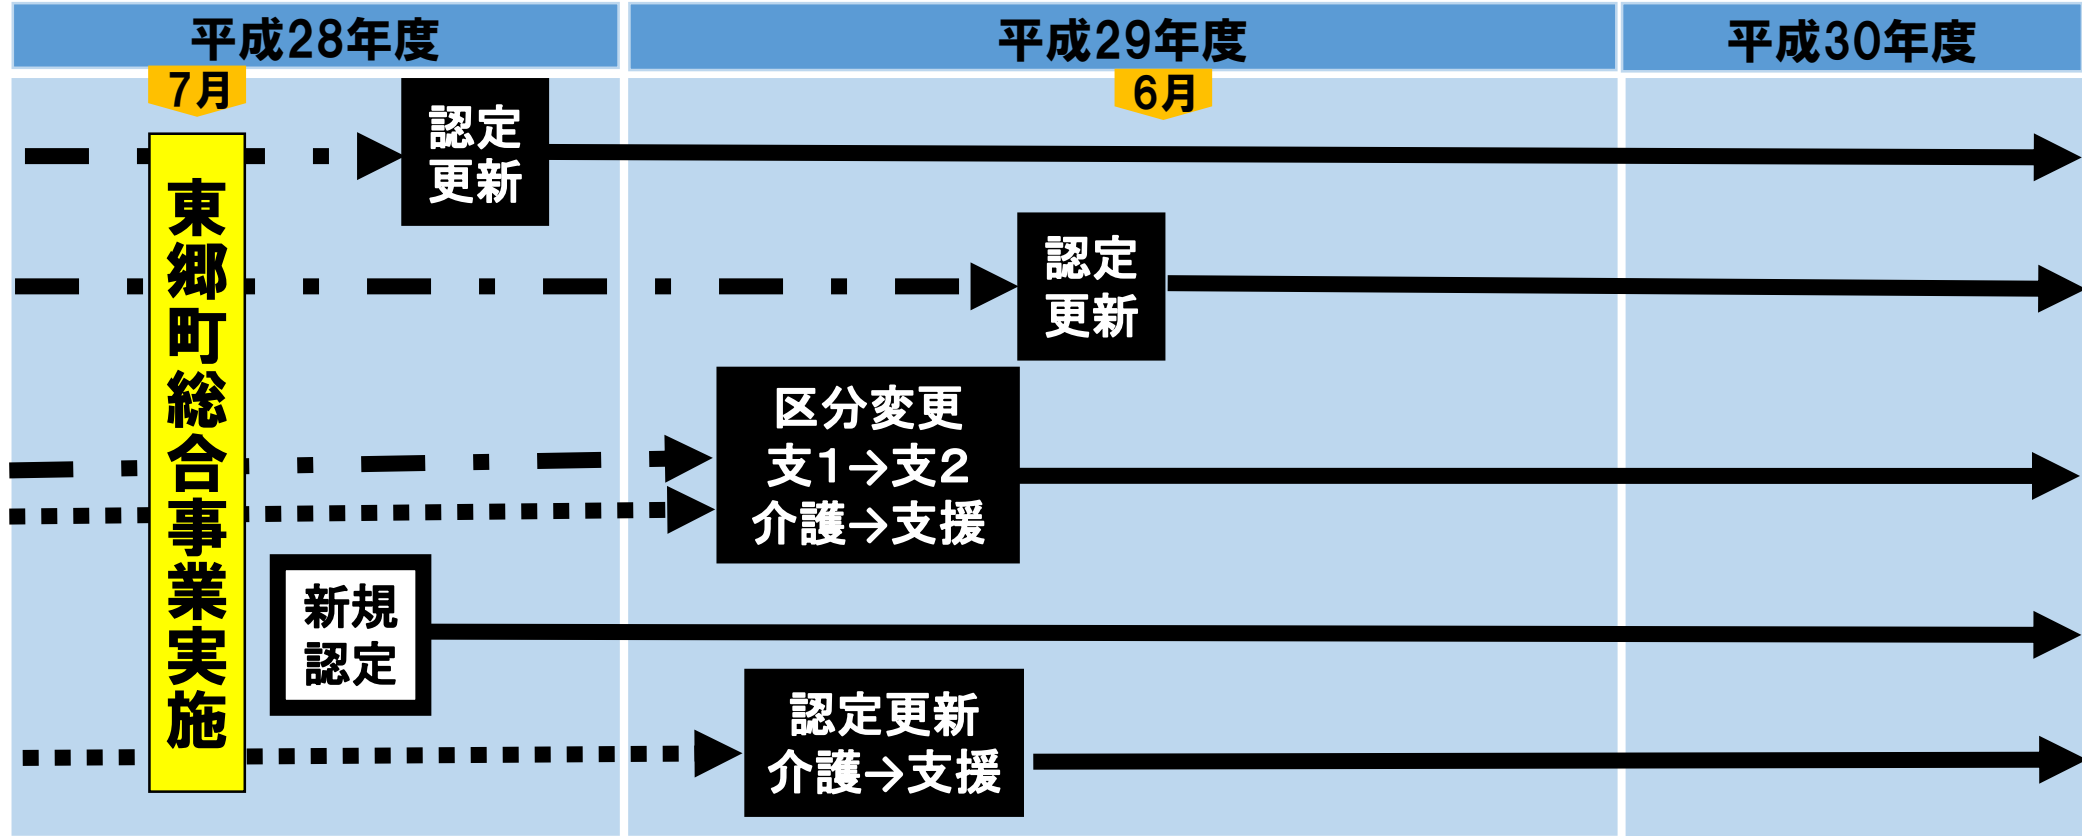 平成28年度
平成29年度
平成30年度
7月
6月
東郷町総合事業実施
認定
更新
認定
更新
区分変更
支1→支2
介護→支援
新規
認定
認定更新
介護→支援